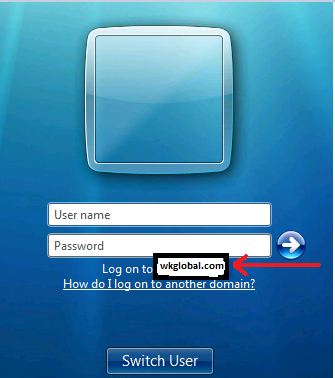 User name
Password
Log on to wkglobal.com
How do I log on to another domain?
Switch User